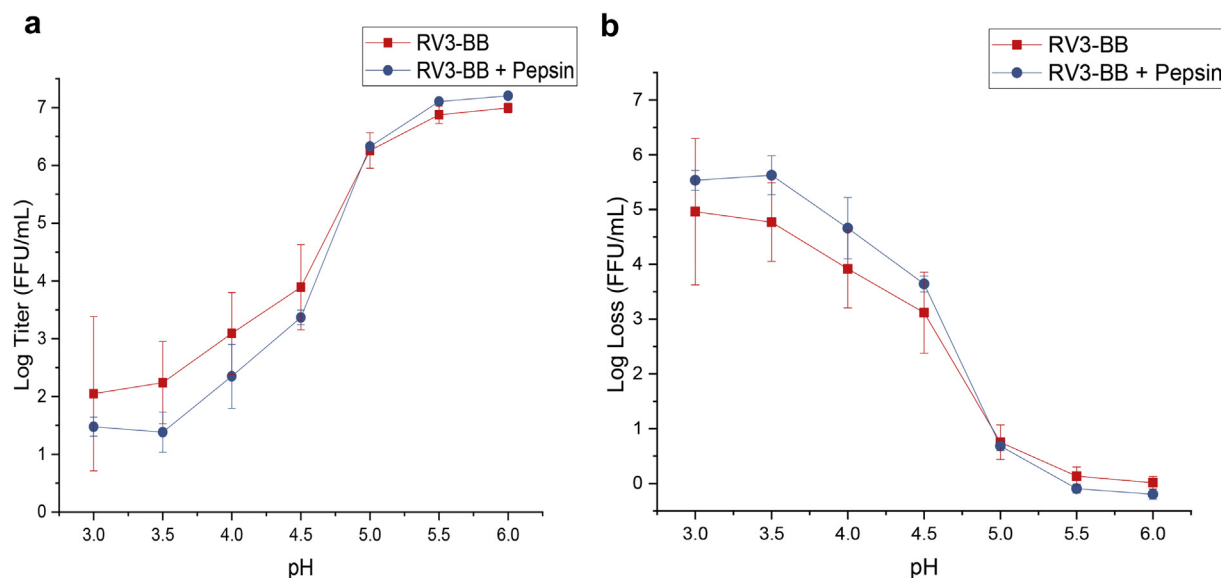 a
RV3-BB
RV3-BB + Pepsin
Log Titer (FFU/mL)
7
6
5
4
3
2
1
0
3.0 3.5 4.0 4.5 5.0 5.5 6.0
pH
b
RV3-BB
RV3-BB + Pepsin
Log Loss (FFU/mL)
7
6
5
4
3
2
1
0
3.0 3.5 4.0 4.5 5.0 5.5 6.0
pH